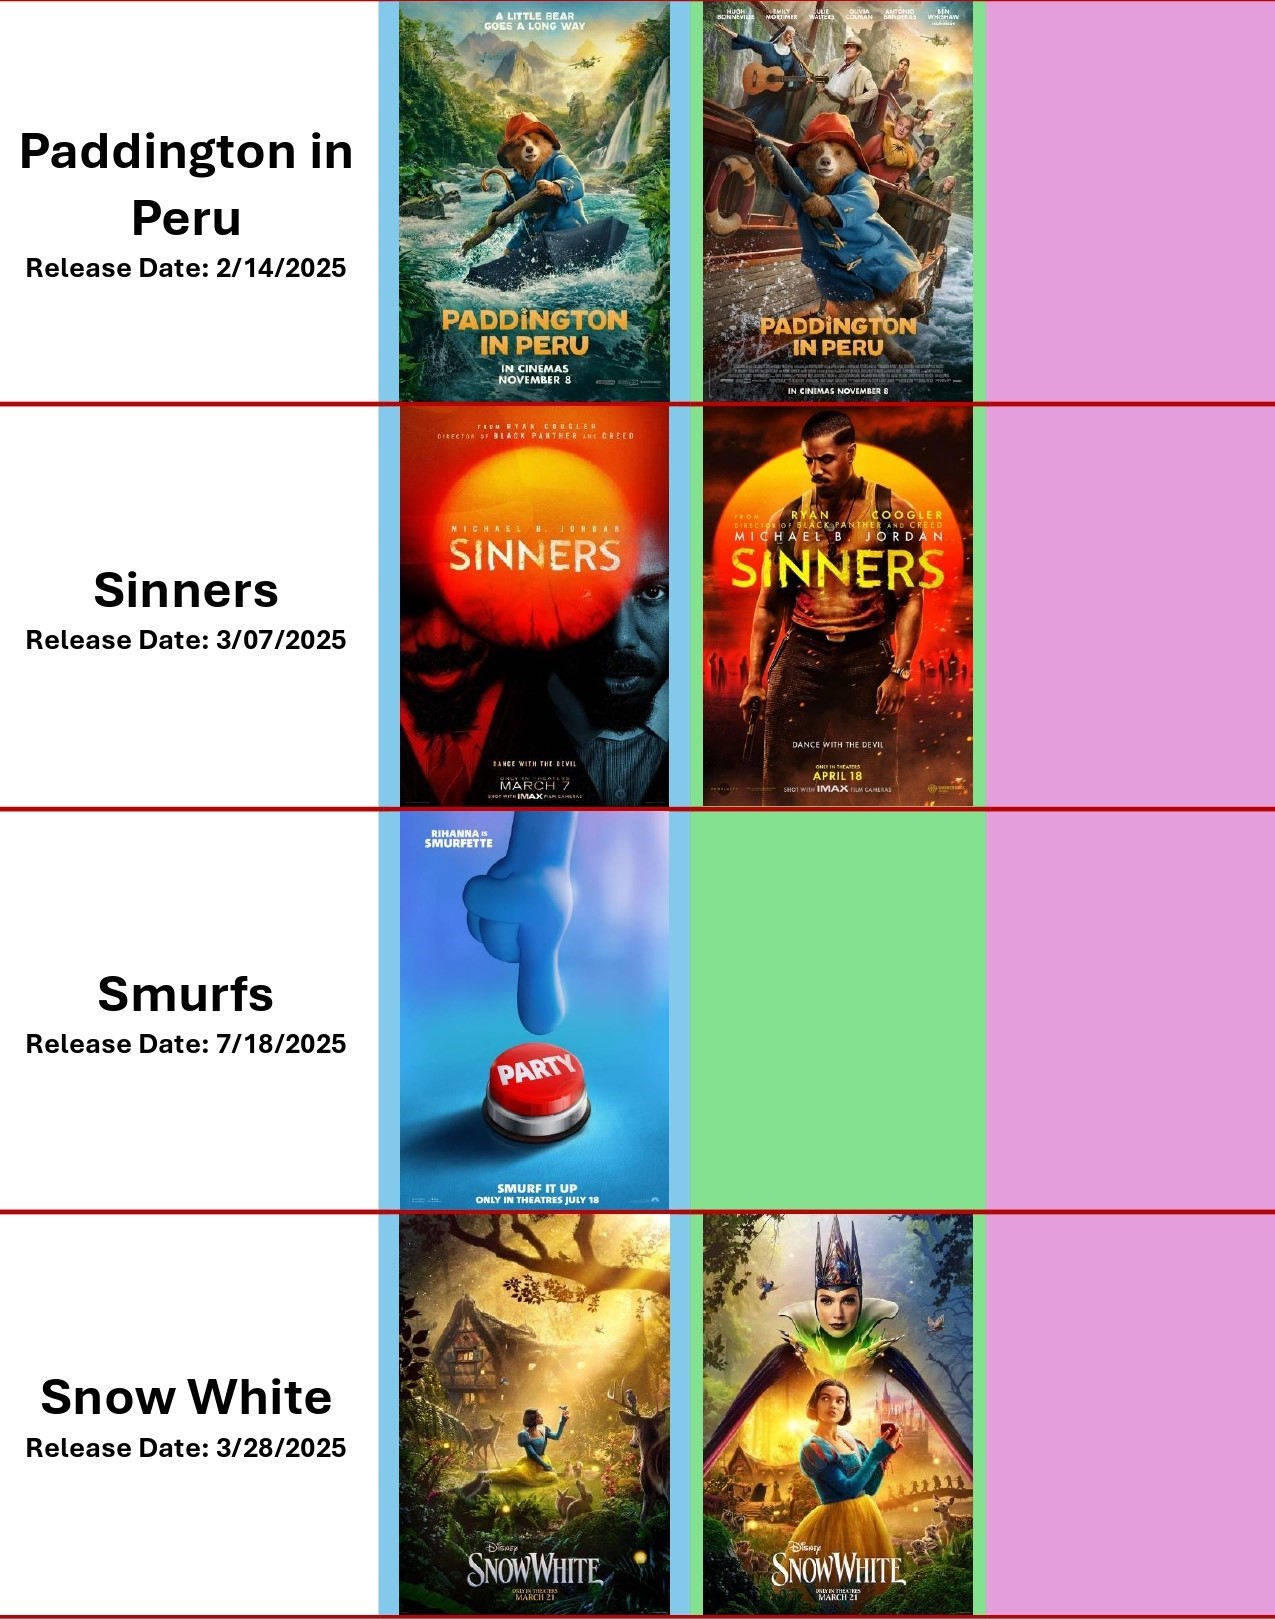 Paddington in
Peru
Release Date: 2/14/2025
A LITTLE BEAR
GOES A LONG WAY
PADDINGTON
IN PERU
IN CINEMAS
NOVEMBER 8
HUGH BONNEVILLE EMILY MORTIMER JULIE WALTERS OLIVIA COLMAN ANTONIO BANDERAS BEN WHISHAW
PADDINGTON
IN PERU
IN CINEMAS NOVEMBER 8
Sinners
Release Date: 3/07/2025
FROM RYAN COOGLER
DIRECTOR OF BLACK PANTHER AND CREED
MICHAEL B. JORDAN
SINNERS
DANCE WITH THE DEVIL
ONLY IN THEATERS
MARCH 7
SHOT WITH IMAX FILM CAMERAS
FROM RYAN COOGLER
DIRECTOR OF BLACK PANTHER AND CREED
MICHAEL B. JORDAN
SINNERS
DANCE WITH THE DEVIL
ONLY IN THEATERS
APRIL 18
SHOT WITH IMAX FILM CAMERAS
Smurfs
Release Date: 7/18/2025
RIHANNA IS
SMURFETTE
PARTY
SMURF IT UP
ONLY IN THEATRES JULY 18
Snow White
Release Date: 3/28/2025
DISNEY
SNOW WHITE
ONLY IN THEATERS
MARCH 21
DISNEY
SNOW WHITE
ONLY IN THEATRES
MARCH 21